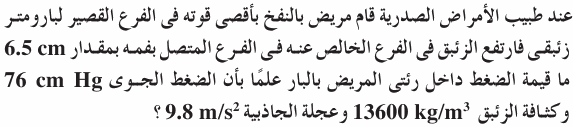 عند طبيب الأمراض الصدرية قام مريض بالنفخ بأقصى قوته فى الفرع القصير لبارومتر
زئبقى فارتفع الزئبق فى الفرع الخالص عنه فى الفرع المتصل بفمه بمقدار 6.5 cm
ما قيمة الضغط داخل رئتى المريض بالبار علمًا بأن الضغط الجوى 76 cm Hg
وكثافة الزئبق 13600 kg/m³ وعجلة الجاذبية 9.8 m/s² ؟